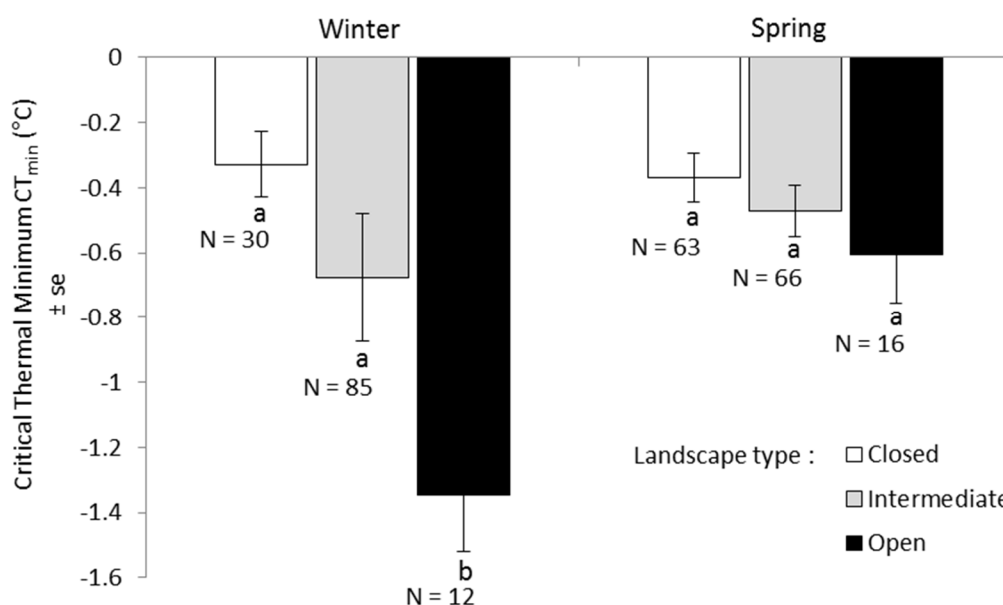 Winter
Spring
Critical Thermal Minimum CTmin (°C)
± se
0
-0.2
-0.4
-0.6
-0.8
-1
-1.2
-1.4
-1.6
a
N = 30
a
N = 85
b
N = 12
a
N = 63
a
N = 66
a
N = 16
Landscape type :
Closed
Intermediate
Open